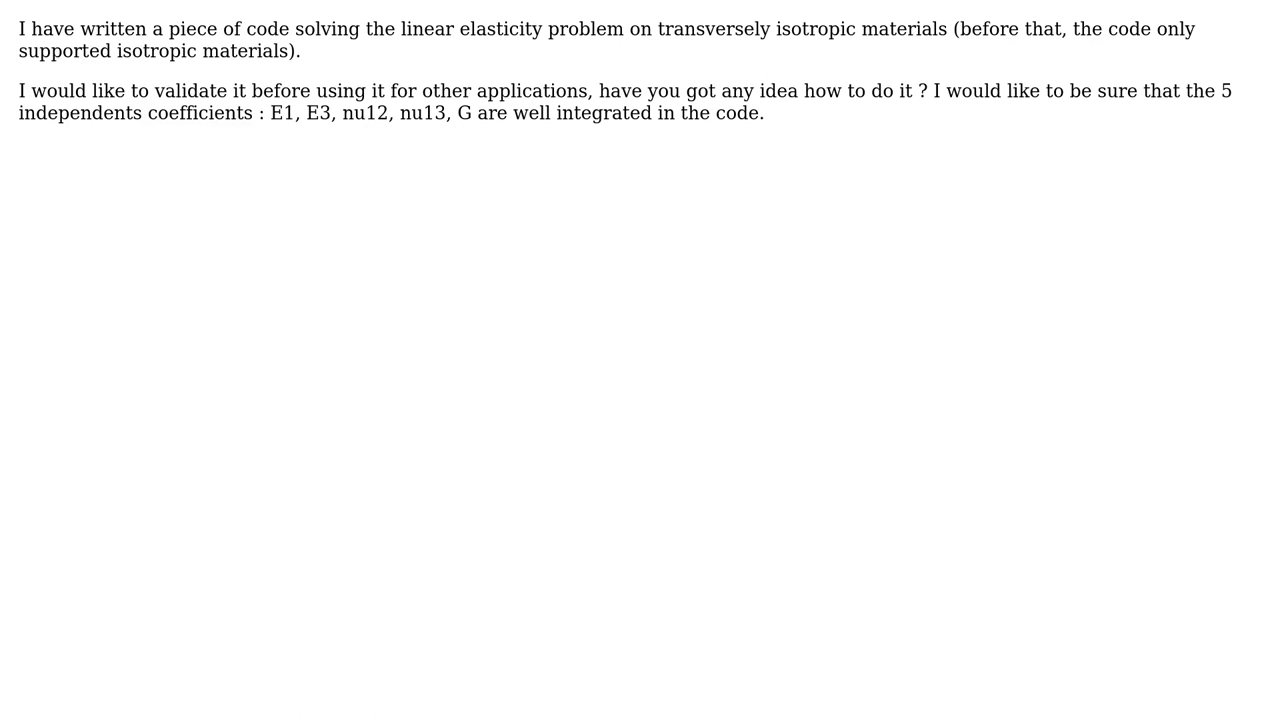 I have written a piece of code solving the linear elasticity problem on transversely isotropic materials (before that, the code only
supported isotropic materials).
I would like to validate it before using it for other applications, have you got any idea how to do it ? I would like to be sure that the 5
independents coefficients : E1, E3, nu12, nu13, G are well integrated in the code.